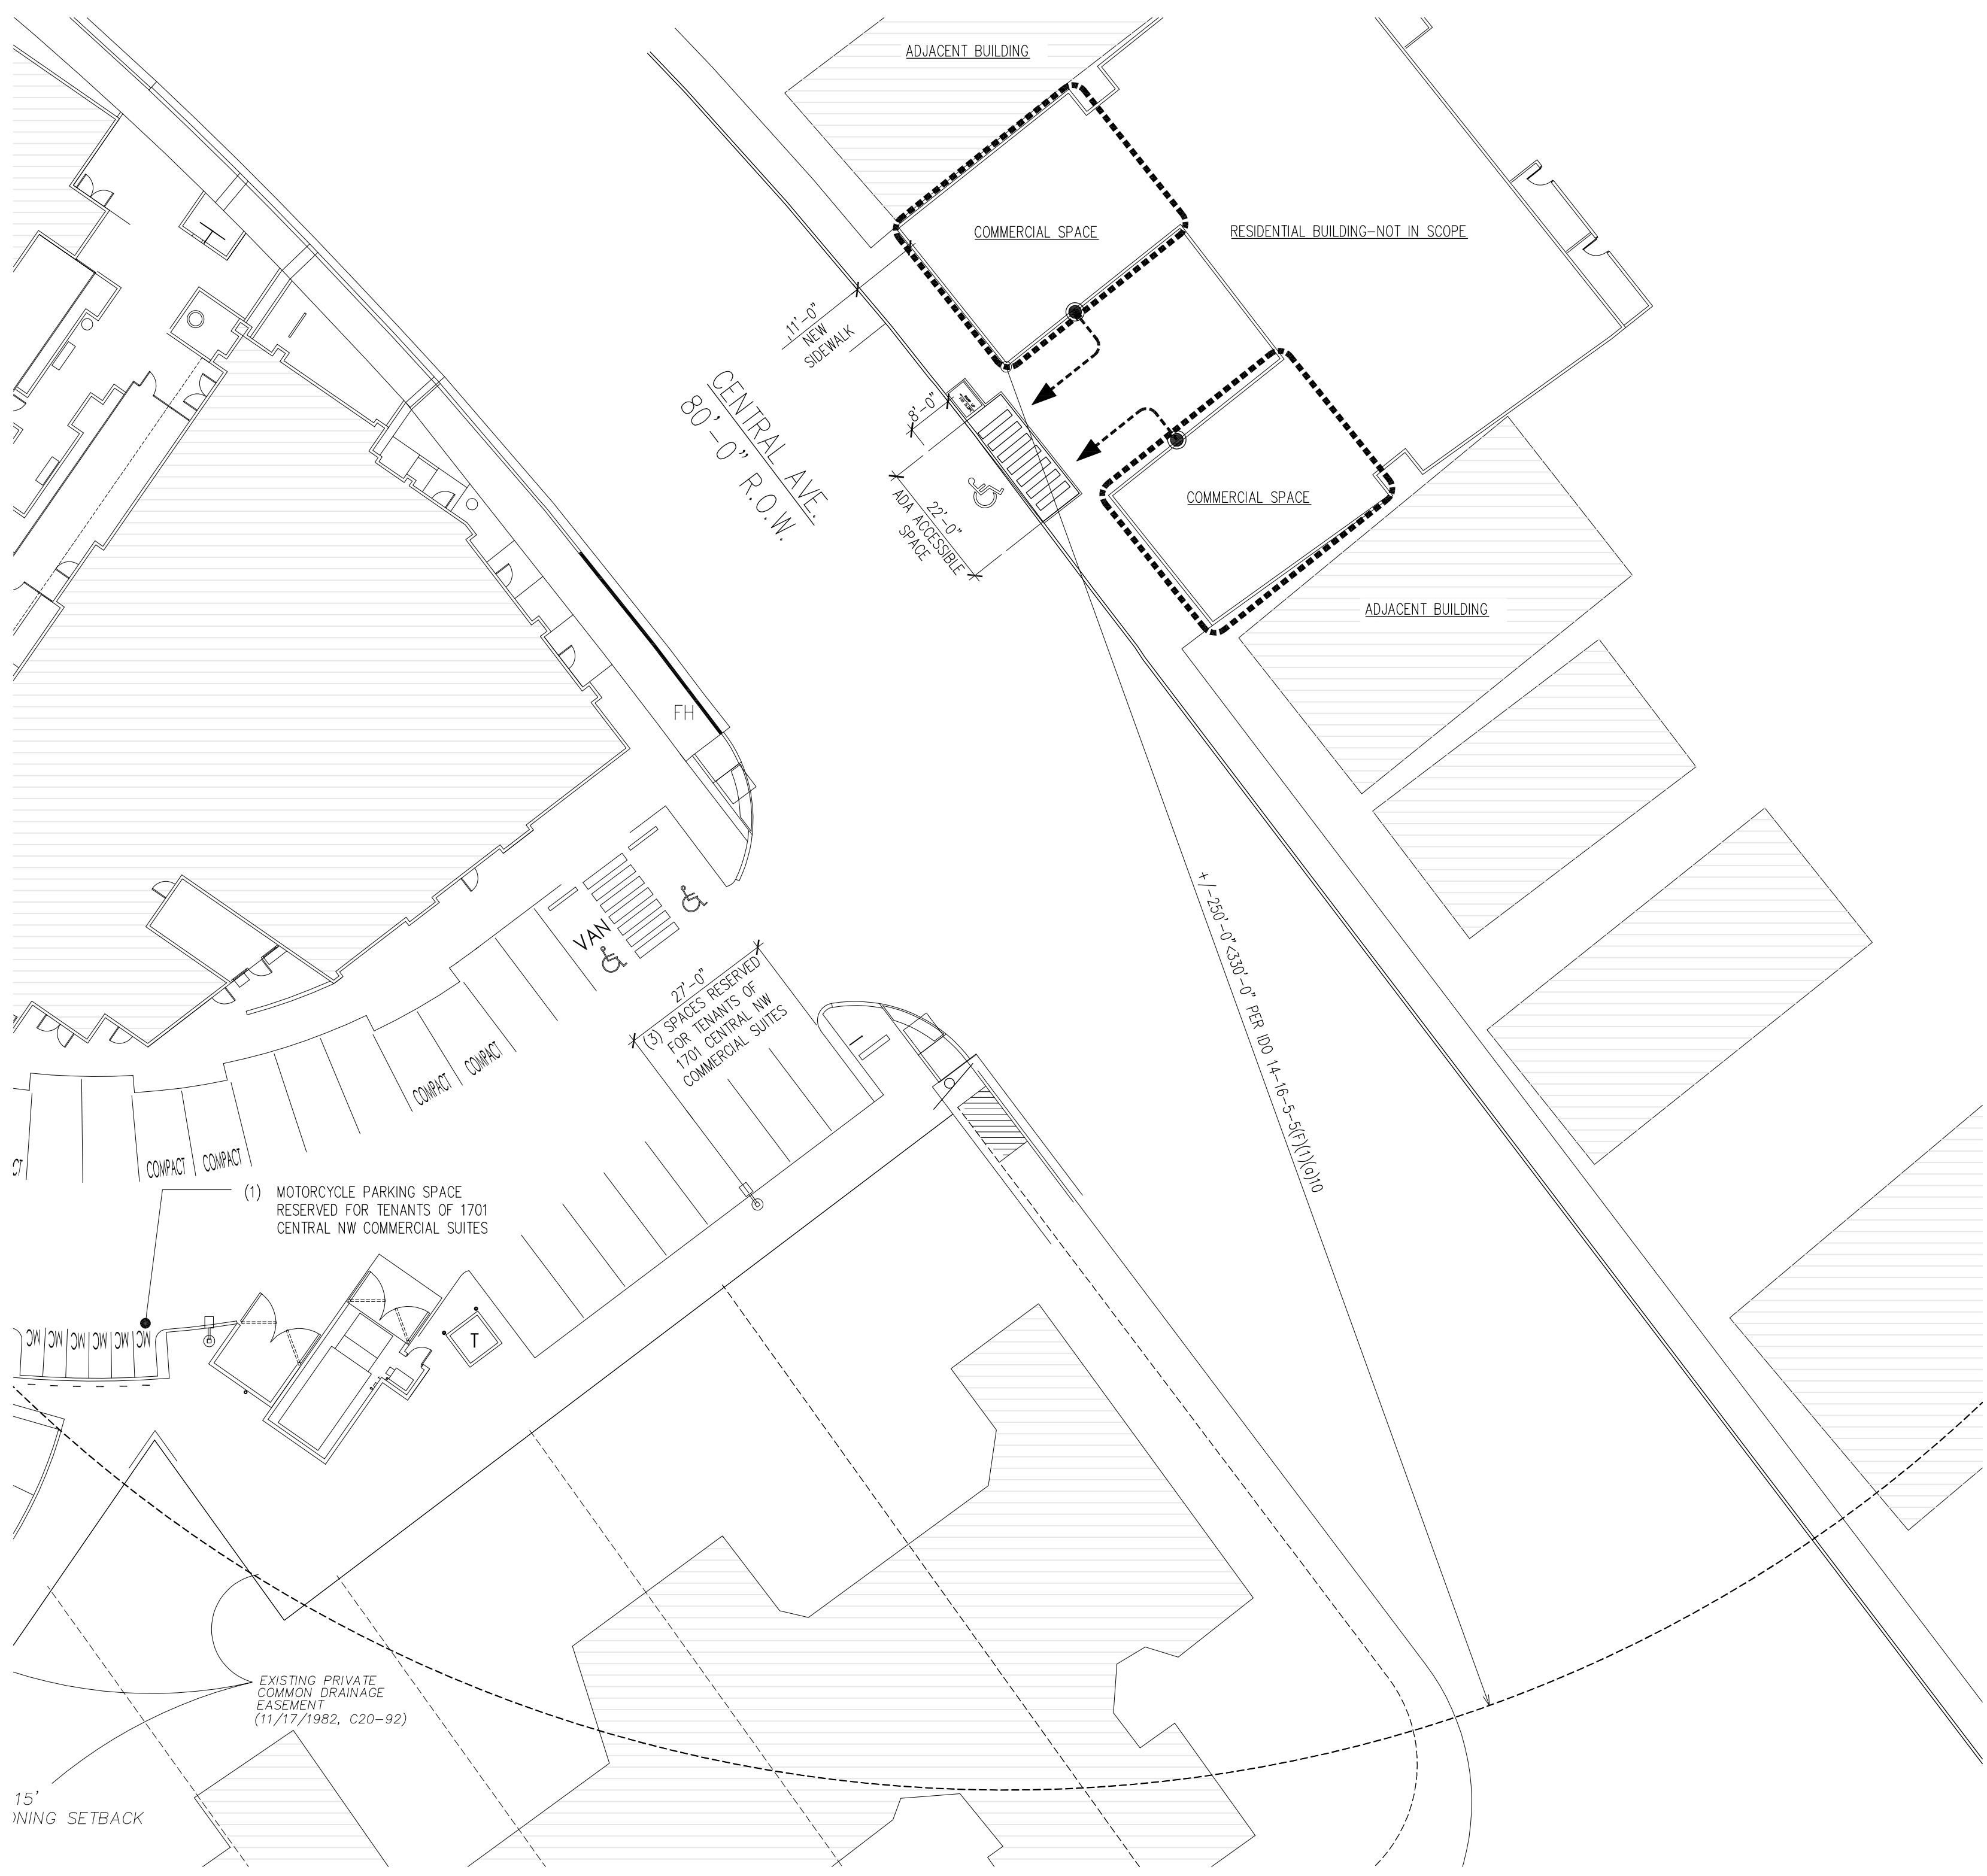 ADJACENT BUILDING
COMMERCIAL SPACE
RESIDENTIAL BUILDING-NOT IN SCOPE
11'-0"
NEW
SIDEWALK
CENTRAL AVE.
80'-0" R.O.W.
8'-0"
22'-0"
ADA ACCESSIBLE
SPACE
COMMERCIAL SPACE
ADJACENT BUILDING
FH
+/-250'-0"<330'-0" PER IDO 14-16-5-5(F)(1)(a)10
VAN
27'-0"
(3) SPACES RESERVED
FOR TENANTS OF
1701 CENTRAL NW
COMMERCIAL SUITES
COMPACT
COMPACT
COMPACT
COMPACT
CT
(1) MOTORCYCLE PARKING SPACE
RESERVED FOR TENANTS OF 1701
CENTRAL NW COMMERCIAL SUITES
MC MC MC MC MC MC
T
EXISTING PRIVATE
COMMON DRAINAGE
EASEMENT
(11/17/1982, C20-92)
15'
ONING SETBACK